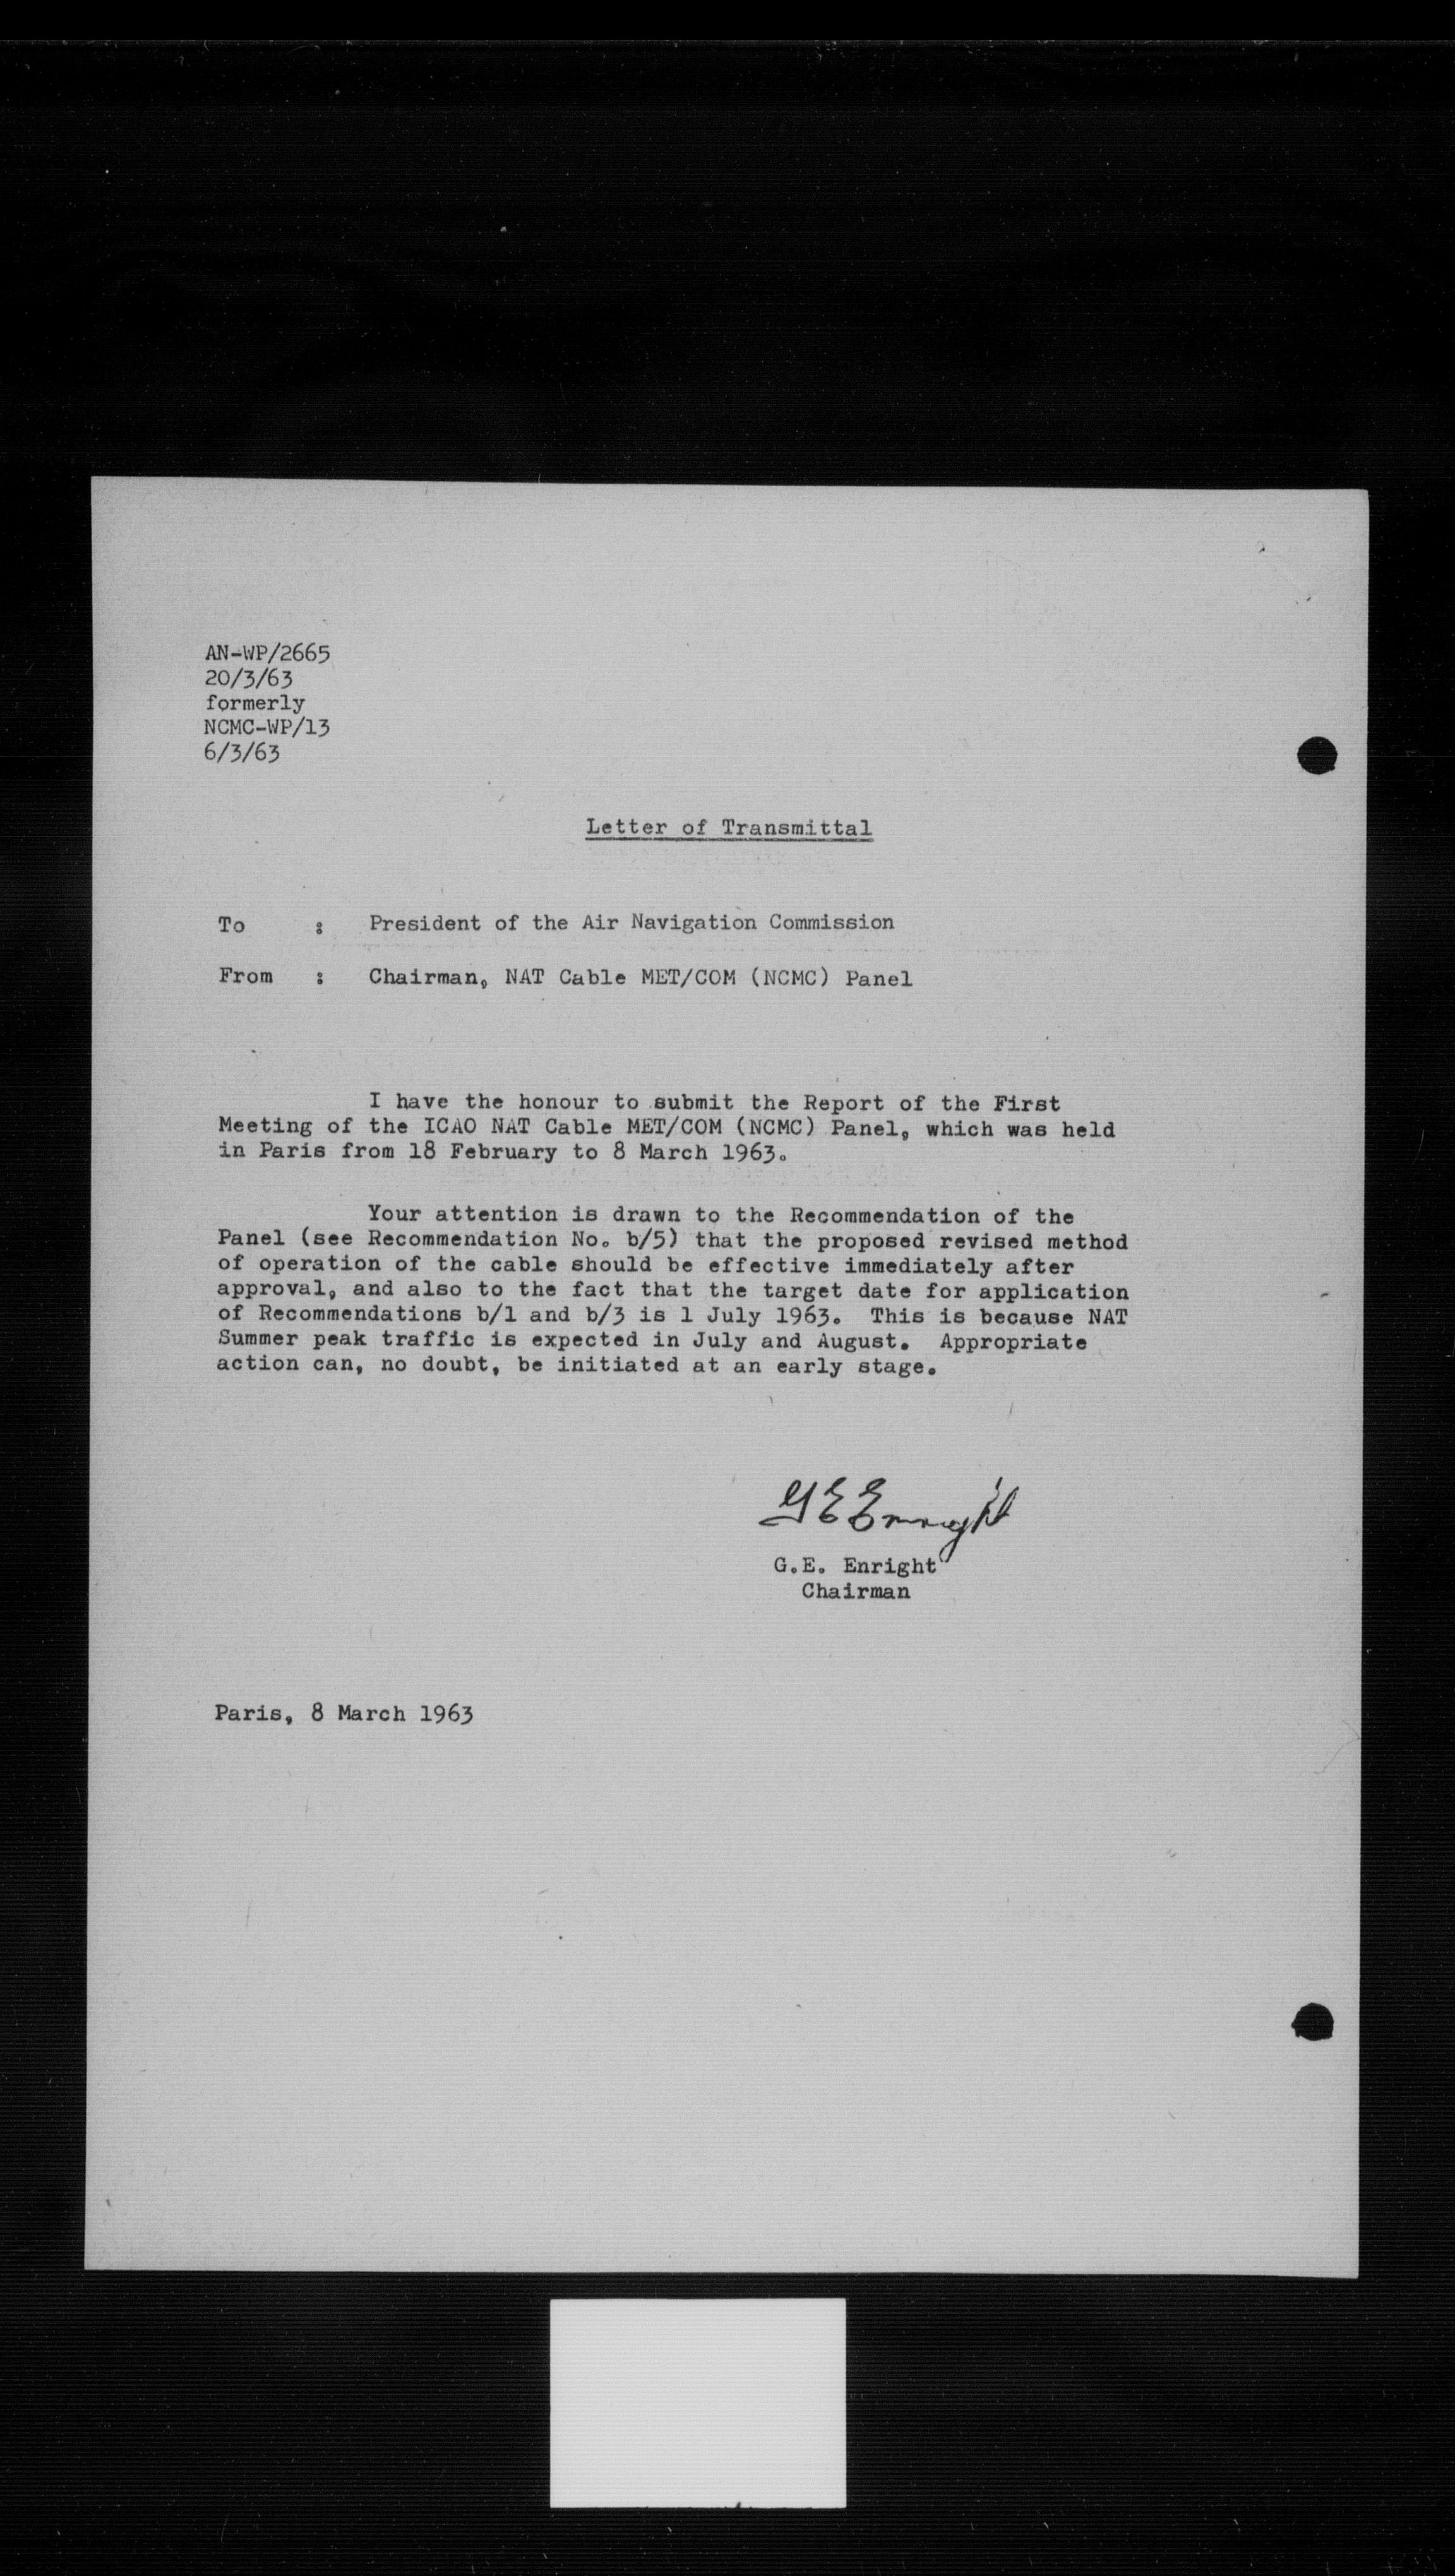 AN-WP/2665
20/3/63
formerly
NCMC-WP/13
6/3/63
Letter of Transmittal
To : President of the Air Navigation Commission
From : Chairman, NAT Cable MET/COM (NCMC) Panel
I have the honour to submit the Report of the First
Meeting of the ICAO NAT Cable MET/COM (NCMC) Panel, which was held
in Paris from 18 February to 8 March 1963.
Your attention is drawn to the Recommendation of the
Panel (see Recommendation No. b/5) that the proposed revised method
of operation of the cable should be effective immediately after
approval, and also to the fact that the target date for application
of Recommendations b/1 and b/3 is 1 July 1963. This is because NAT
Summer peak traffic is expected in July and August. Appropriate
action can, no doubt, be initiated at an early stage.
G E Enright
G.E. Enright
Chairman
Paris, 8 March 1963